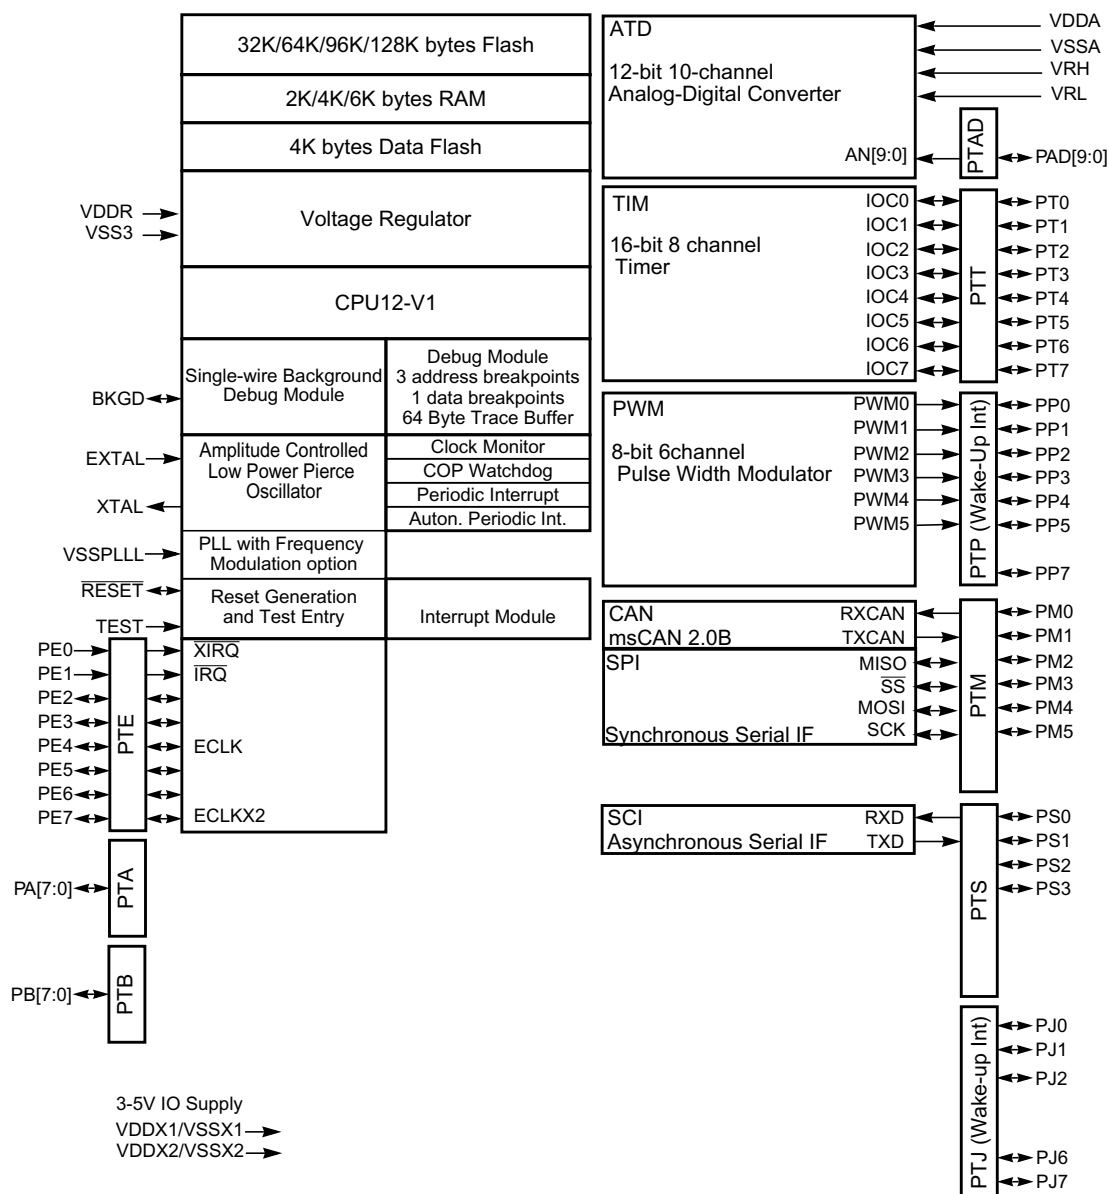 32K/64K/96K/128K bytes Flash
2K/4K/6K bytes RAM
4K bytes Data Flash
VDDR
VSS3
Voltage Regulator
CPU12-V1
BKGD
Single-wire Background
Debug Module
Debug Module
3 address breakpoints
1 data breakpoints
64 Byte Trace Buffer
EXTAL
XTAL
Amplitude Controlled
Low Power Pierce
Oscillator
Clock Monitor
COP Watchdog
Periodic Interrupt
Auton. Periodic Int.
VSSPLLL
PLL with Frequency
Modulation option
RESET
TEST
Reset Generation
and Test Entry
Interrupt Module
PE0
PE1
PE2
PE3
PE4
PE5
PE6
PE7
PTE
XIRQ
IRQ
ECLK
ECLKX2
PA[7:0]
PTA
PB[7:0]
PTB
3-5V IO Supply
VDDX1/VSSX1
VDDX2/VSSX2
ATD
12-bit 10-channel
Analog-Digital Converter
AN[9:0]
VDDA
VSSA
VRH
VRL
PTAD
PAD[9:0]
TIM
16-bit 8 channel
Timer
IOC0
IOC1
IOC2
IOC3
IOC4
IOC5
IOC6
IOC7
PTT
PT0
PT1
PT2
PT3
PT4
PT5
PT6
PT7
PWM
8-bit 6channel
Pulse Width Modulator
PWM0
PWM1
PWM2
PWM3
PWM4
PWM5
PTP (Wake-Up Int)
PP0
PP1
PP2
PP3
PP4
PP5
PP7
CAN
msCAN 2.0B
RXCAN
TXCAN
SPI
Synchronous Serial IF
MISO
SS
MOSI
SCK
PTM
PM0
PM1
PM2
PM3
PM4
PM5
SCI
Asynchronous Serial IF
RXD
TXD
PTS
PS0
PS1
PS2
PS3
PTJ (Wake-up Int)
PJ0
PJ1
PJ2
PJ6
PJ7